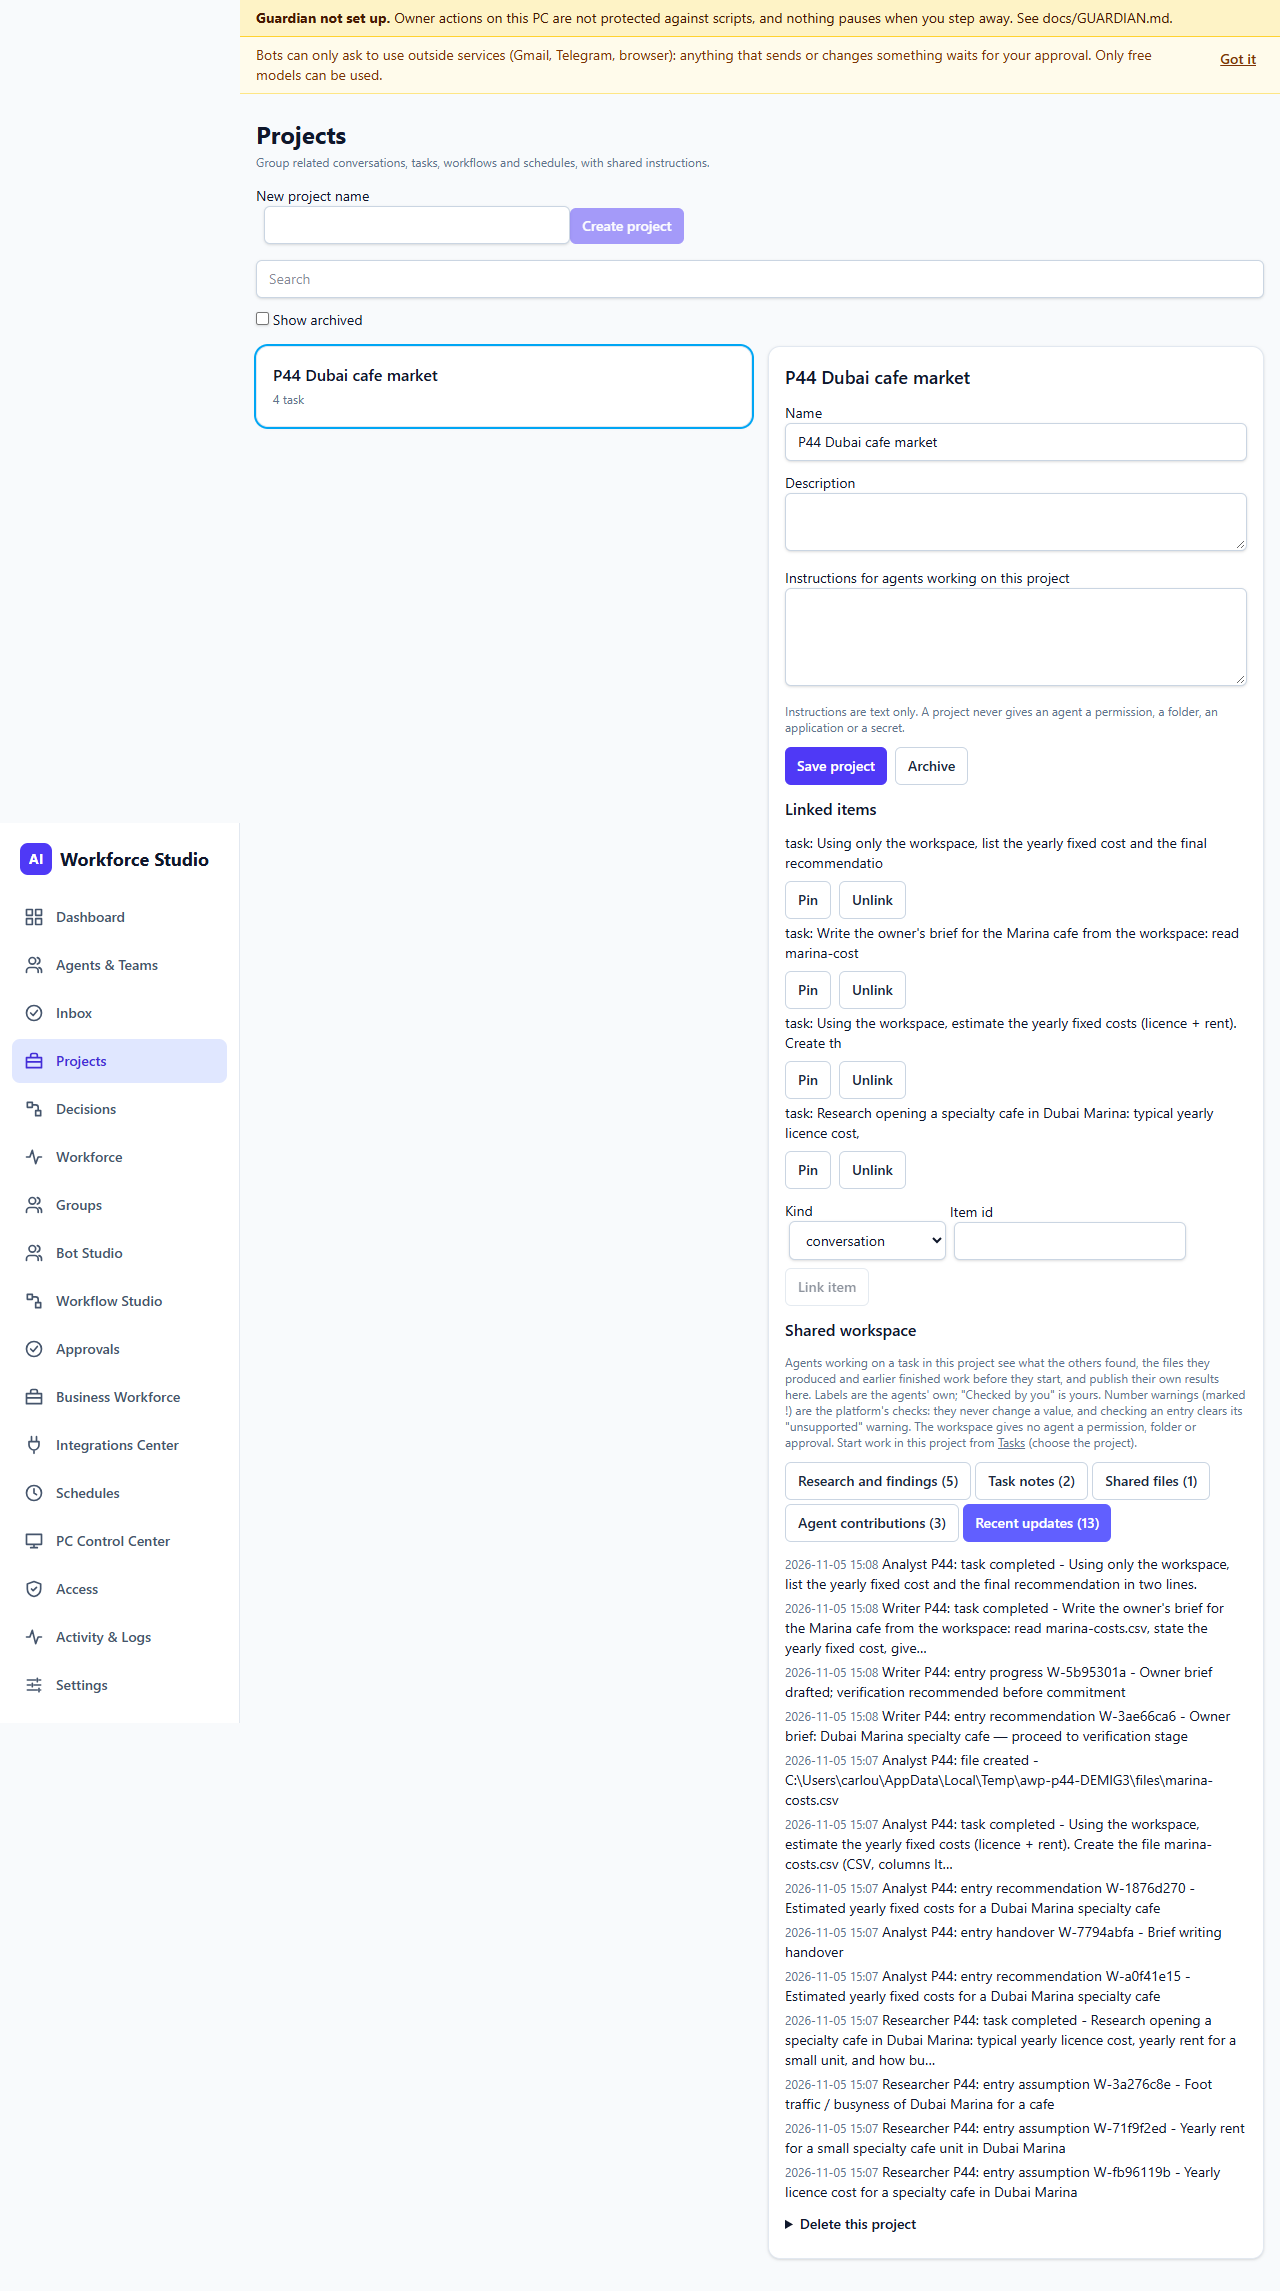 Guardian not set up. Owner actions on this PC are not protected against scripts, and nothing pauses when you step away. See docs/GUARDIAN.md.
Bots can only ask to use outside services (Gmail, Telegram, browser): anything that sends or changes something waits for your approval. Only free
models can be used.
Got it
Projects
Group related conversations, tasks, workflows and schedules, with shared instructions.
New project name
Create project
Search
Show archived
P44 Dubai cafe market
4 task
P44 Dubai cafe market
Name
P44 Dubai cafe market
Description
Instructions for agents working on this project
Instructions are text only. A project never gives an agent a permission, a folder, an
application or a secret.
Save project
Archive
Linked items
task: Using only the workspace, list the yearly fixed cost and the final
recommendatio
Pin
Unlink
task: Write the owner's brief for the Marina cafe from the workspace: read
marina-cost
Pin
Unlink
task: Using the workspace, estimate the yearly fixed costs (licence + rent).
Create th
Pin
Unlink
task: Research opening a specialty cafe in Dubai Marina: typical yearly
licence cost,
Pin
Unlink
Kind
Item id
conversation
Link item
Shared workspace
Agents working on a task in this project see what the others found, the files they
produced and earlier finished work before they start, and publish their own results
here. Labels are the agents' own; "Checked by you" is yours. Number warnings (marked
!) are the platform's checks: they never change a value, and checking an entry clears its
"unsupported" warning. The workspace gives no agent a permission, folder or
approval. Start work in this project from Tasks (choose the project).
Research and findings (5)
Task notes (2)
Shared files (1)
Agent contributions (3)
Recent updates (13)
2026-11-05 15:08 Analyst P44: task completed - Using only the workspace,
list the yearly fixed cost and the final recommendation in two lines.
2026-11-05 15:08 Writer P44: task completed - Write the owner's brief for
the Marina cafe from the workspace: read marina-costs.csv, state the
yearly fixed cost, give…
2026-11-05 15:08 Writer P44: entry progress W-5b95301a - Owner brief
drafted; verification recommended before commitment
2026-11-05 15:08 Writer P44: entry recommendation W-3ae66ca6 - Owner
brief: Dubai Marina specialty cafe — proceed to verification stage
2026-11-05 15:07 Analyst P44: file created -
C:\Users\carlou\AppData\Local\Temp\awp-p44-DEMIG3\files\marina-
costs.csv
2026-11-05 15:07 Analyst P44: task completed - Using the workspace,
estimate the yearly fixed costs (licence + rent). Create the file marina-
costs.csv (CSV, columns It…
2026-11-05 15:07 Analyst P44: entry recommendation W-1876d270 -
Estimated yearly fixed costs for a Dubai Marina specialty cafe
2026-11-05 15:07 Analyst P44: entry handover W-7794abfa - Brief writing
handover
2026-11-05 15:07 Analyst P44: entry recommendation W-a0f41e15 -
Estimated yearly fixed costs for a Dubai Marina specialty cafe
2026-11-05 15:07 Researcher P44: task completed - Research opening a
specialty cafe in Dubai Marina: typical yearly licence cost, yearly rent for a
small unit, and how bu…
2026-11-05 15:07 Researcher P44: entry assumption W-3a276c8e - Foot
traffic / busyness of Dubai Marina for a cafe
2026-11-05 15:07 Researcher P44: entry assumption W-71f9f2ed - Yearly rent
for a small specialty cafe unit in Dubai Marina
2026-11-05 15:07 Researcher P44: entry assumption W-fb96119b - Yearly
licence cost for a specialty cafe in Dubai Marina
Delete this project
AI Workforce Studio
Dashboard
Agents & Teams
Inbox
Projects
Decisions
Workforce
Groups
Bot Studio
Workflow Studio
Approvals
Business Workforce
Integrations Center
Schedules
PC Control Center
Access
Activity & Logs
Settings